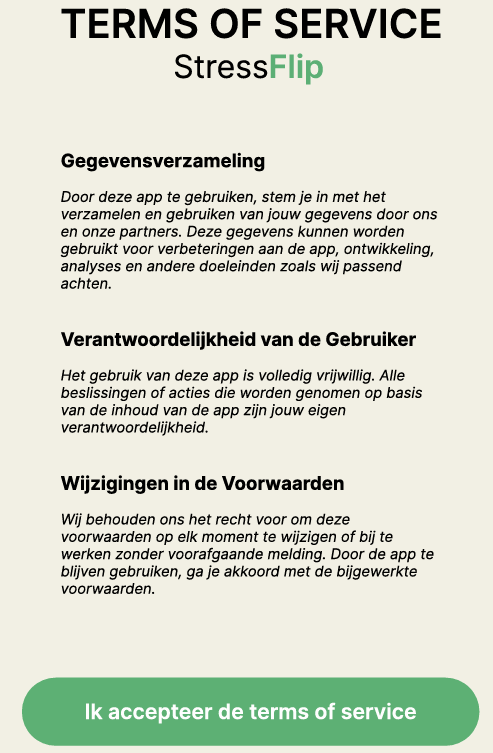 TERMS OF SERVICE
StressFlip
Gegevensverzameling
Door deze app te gebruiken, stem je in met het
verzamelen en gebruiken van jouw gegevens door ons
en onze partners. Deze gegevens kunnen worden
gebruikt voor verbeteringen aan de app, ontwikkeling,
analyses en andere doeleinden zoals wij passend
achten.
Verantwoordelijkheid van de Gebruiker
Het gebruik van deze app is volledig vrijwillig. Alle
beslissingen of acties die worden genomen op basis
van de inhoud van de app zijn jouw eigen
verantwoordelijkheid.
Wijzigingen in de Voorwaarden
Wij behouden ons het recht voor om deze
voorwaarden op elk moment te wijzigen of bij te
werken zonder voorafgaande melding. Door de app te
blijven gebruiken, ga je akkoord met de bijgewerkte
voorwaarden.
Ik accepteer de terms of service